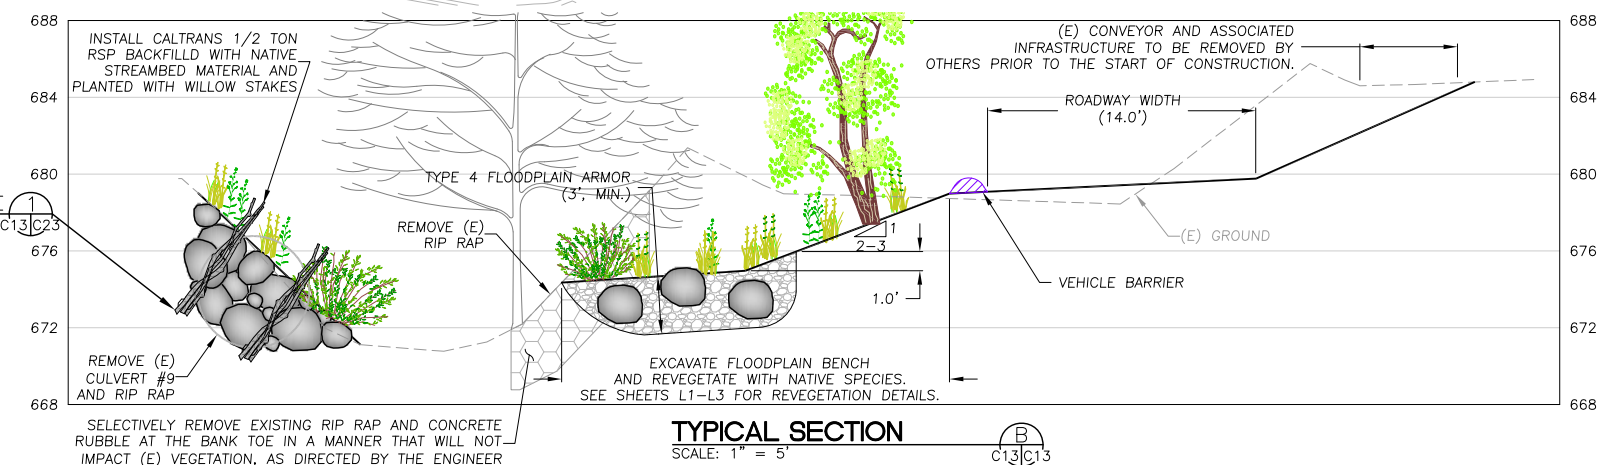 688
684
680
676
672
668
INSTALL CALTRANS 1/2 TON
RSP BACKFILLD WITH NATIVE
STREAMBED MATERIAL AND
PLANTED WITH WILLOW STAKES
1
C13 C23
REMOVE (E)
CULVERT #9
AND RIP RAP
SELECTIVELY REMOVE EXISTING RIP RAP AND CONCRETE
RUBBLE AT THE BANK TOE IN A MANNER THAT WILL NOT
IMPACT (E) VEGETATION, AS DIRECTED BY THE ENGINEER
TYPE 4 FLOODPLAIN ARMOR
(3', MIN.)
REMOVE (E)
RIP RAP
EXCAVATE FLOODPLAIN BENCH
AND REVEGETATE WITH NATIVE SPECIES.
SEE SHEETS L1-L3 FOR REVEGETATION DETAILS.
1
2-3
1.0'
(E) CONVEYOR AND ASSOCIATED
INFRASTRUCTURE TO BE REMOVED BY
OTHERS PRIOR TO THE START OF CONSTRUCTION.
ROADWAY WIDTH
(14.0')
(E) GROUND
VEHICLE BARRIER
688
684
680
676
672
668
TYPICAL SECTION
SCALE: 1" = 5'
B
C13 C13